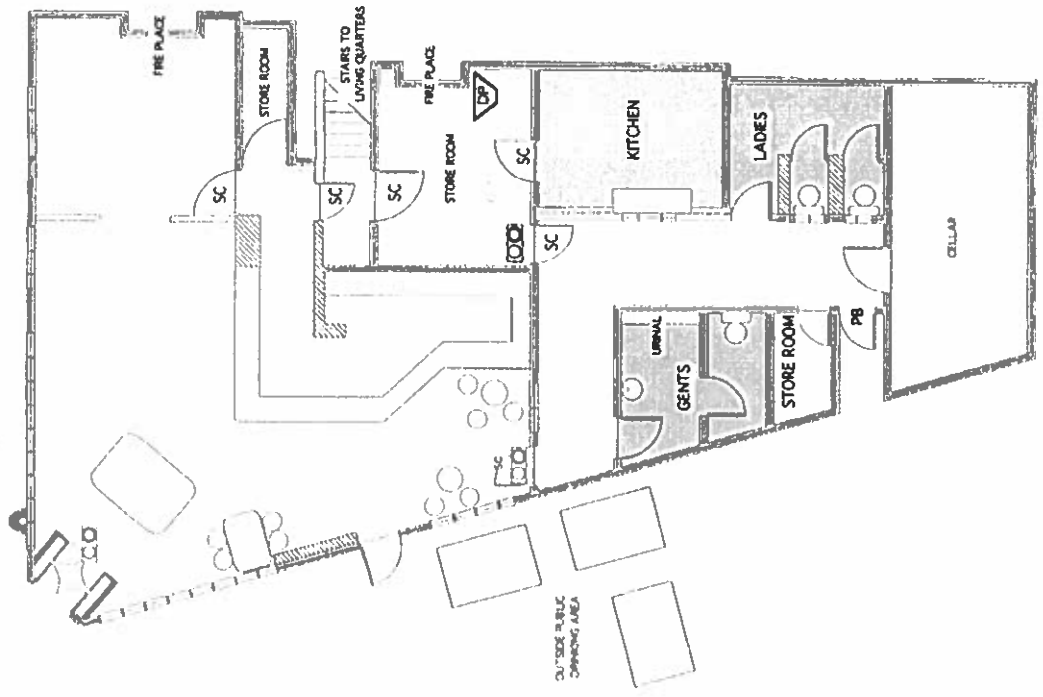 FIRE PLACE
STORE ROOM
STAIRS TO
LIVING QUARTERS
FIRE PLACE
DP
SC
SC
SC
STORE ROOM
SC
KITCHEN
LADIES
SC
CELLAR
URINAL
GENTS
STORE ROOM
PB
SC
OUTSIDE PUBLIC
DRINKING AREA